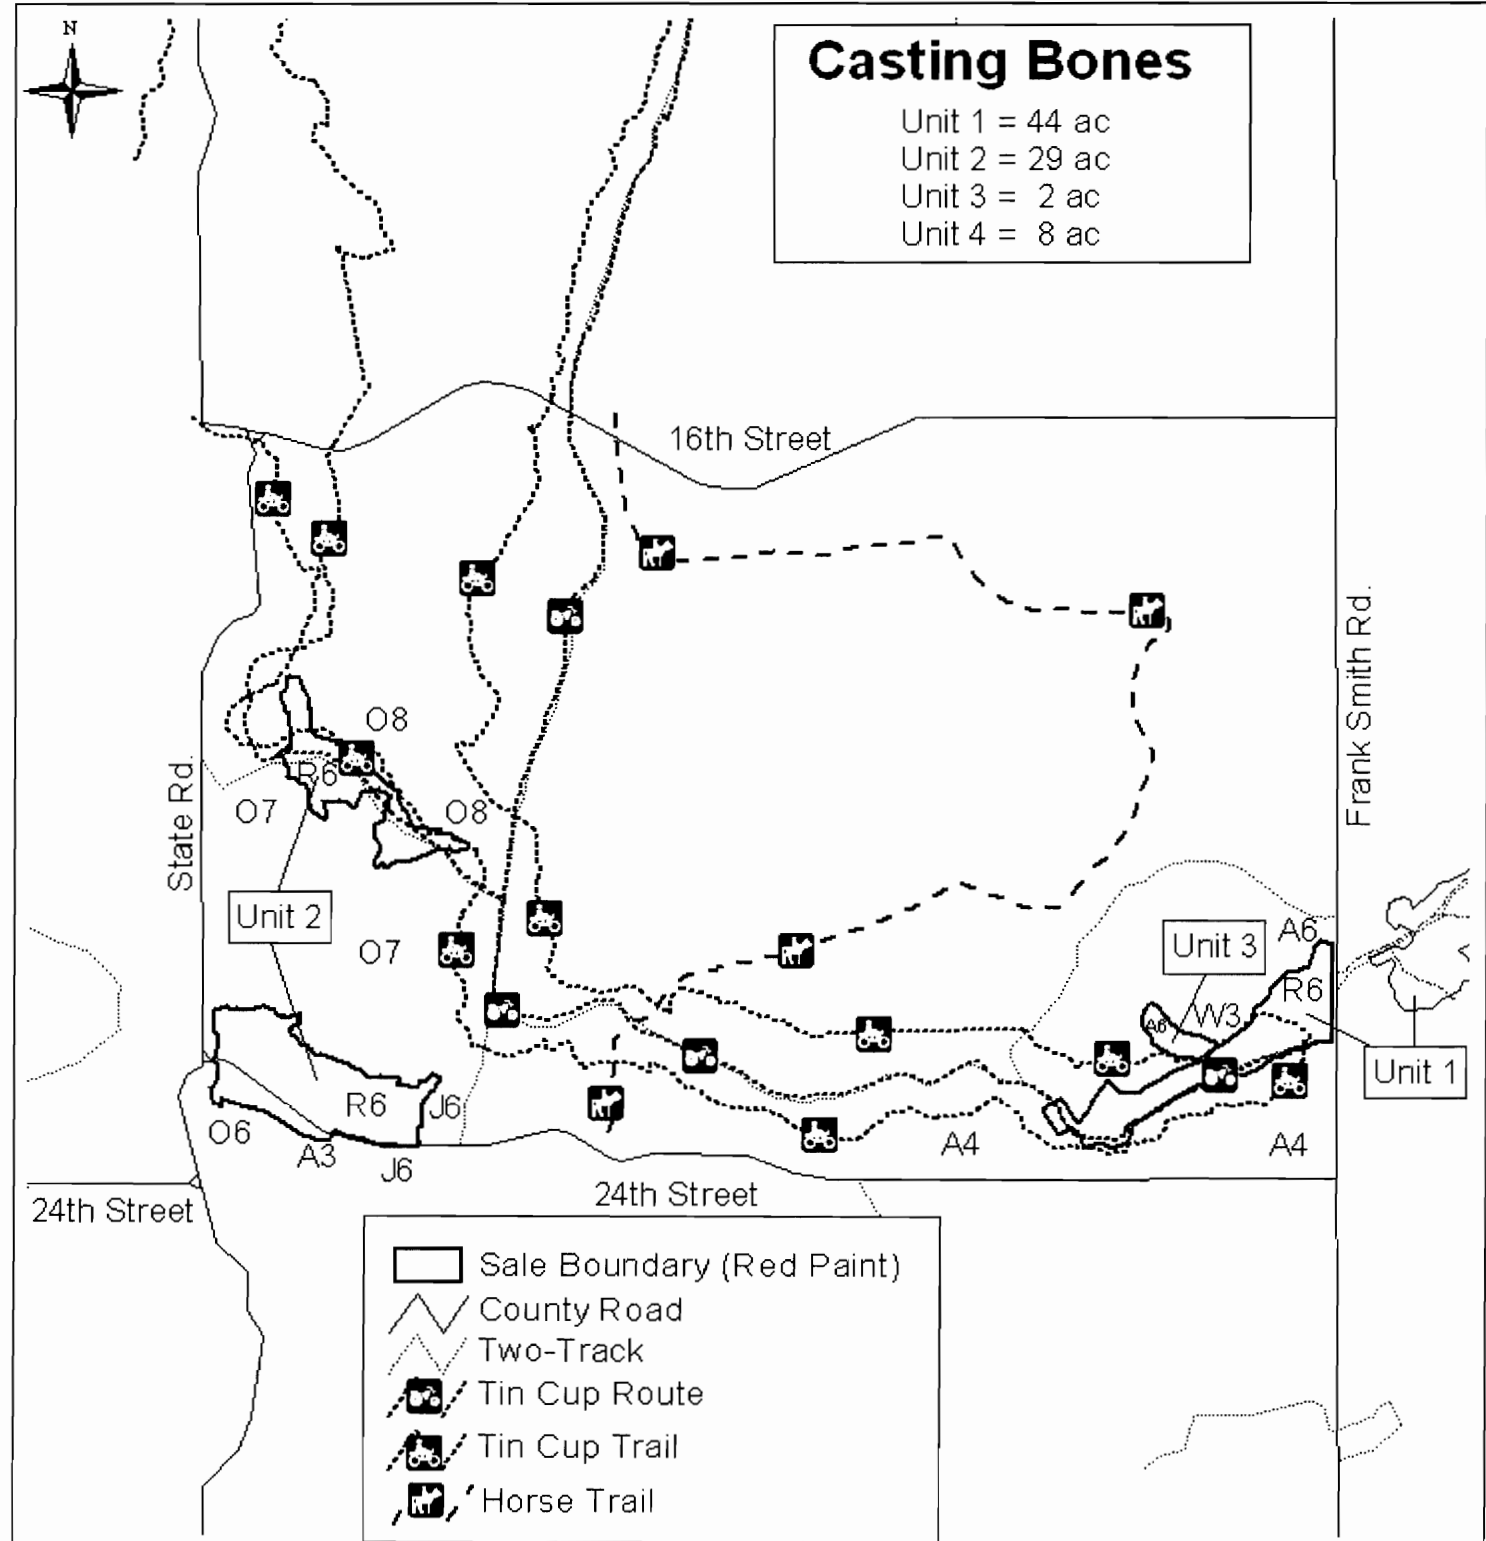 N
Casting Bones
Unit 1 = 44 ac
Unit 2 = 29 ac
Unit 3 = 2 ac
Unit 4 = 8 ac
16th Street
Frank Smith Rd.
State Rd.
O8
R6
O7
O8
Unit 2
O7
Unit 3
A6
R6
W3
A6
Unit 1
R6
J6
O6
A3
J6
A4
A4
24th Street
24th Street
Sale Boundary (Red Paint)
County Road
Two-Track
Tin Cup Route
Tin Cup Trail
Horse Trail